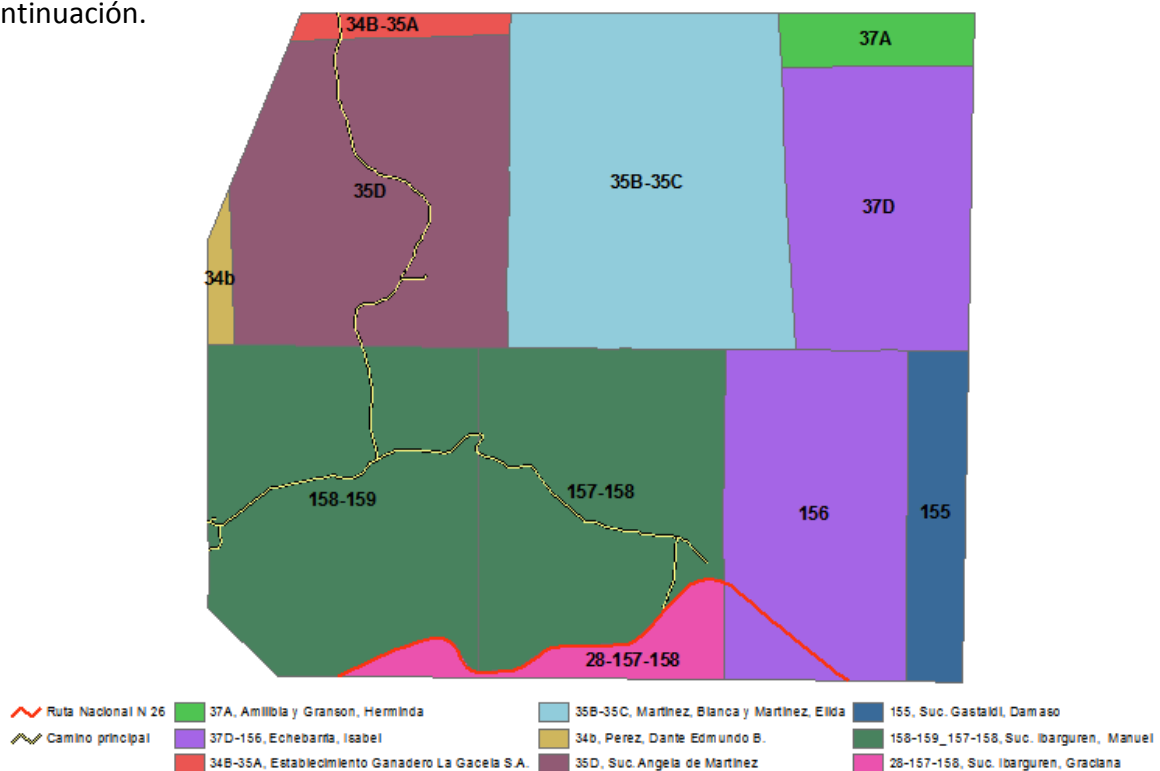 ntinuación.
34B-35A
37A
35D
35B-35C
37D
34b
158-159
157-158
156
155
28-157-158
Ruta Nacional N 26
37A, Amilibia y Granson, Herminda
35B-35C, Martinez, Blanca y Martinez, Elida
155, Suc. Gastaldi, Damaso
Camino principal
37D-156, Echebarria, Isabel
34b, Perez, Dante Edmundo B.
158-159_157-158, Suc. Ibarguren, Manuel
34B-35A, Establecimiento Ganadero La Gacela S.A.
35D, Suc. Angela de Martinez
28-157-158, Suc. Ibarguren, Graciana